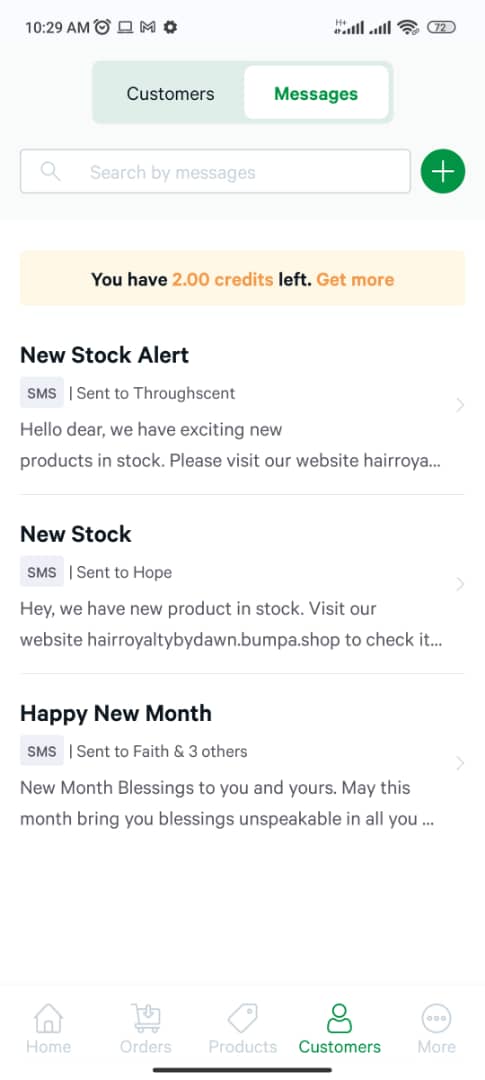 10:29 AM
H+
72
Customers
Messages
Search by messages
You have 2.00 credits left. Get more
New Stock Alert
SMS | Sent to Throughscent
Hello dear, we have exciting new
products in stock. Please visit our website hairroya...
New Stock
SMS | Sent to Hope
Hey, we have new product in stock. Visit our
website hairroyaltybydawn.bumpa.shop to check it...
Happy New Month
SMS | Sent to Faith & 3 others
New Month Blessings to you and yours. May this
month bring you blessings unspeakable in all you ...
Home
Orders
Products
Customers
More